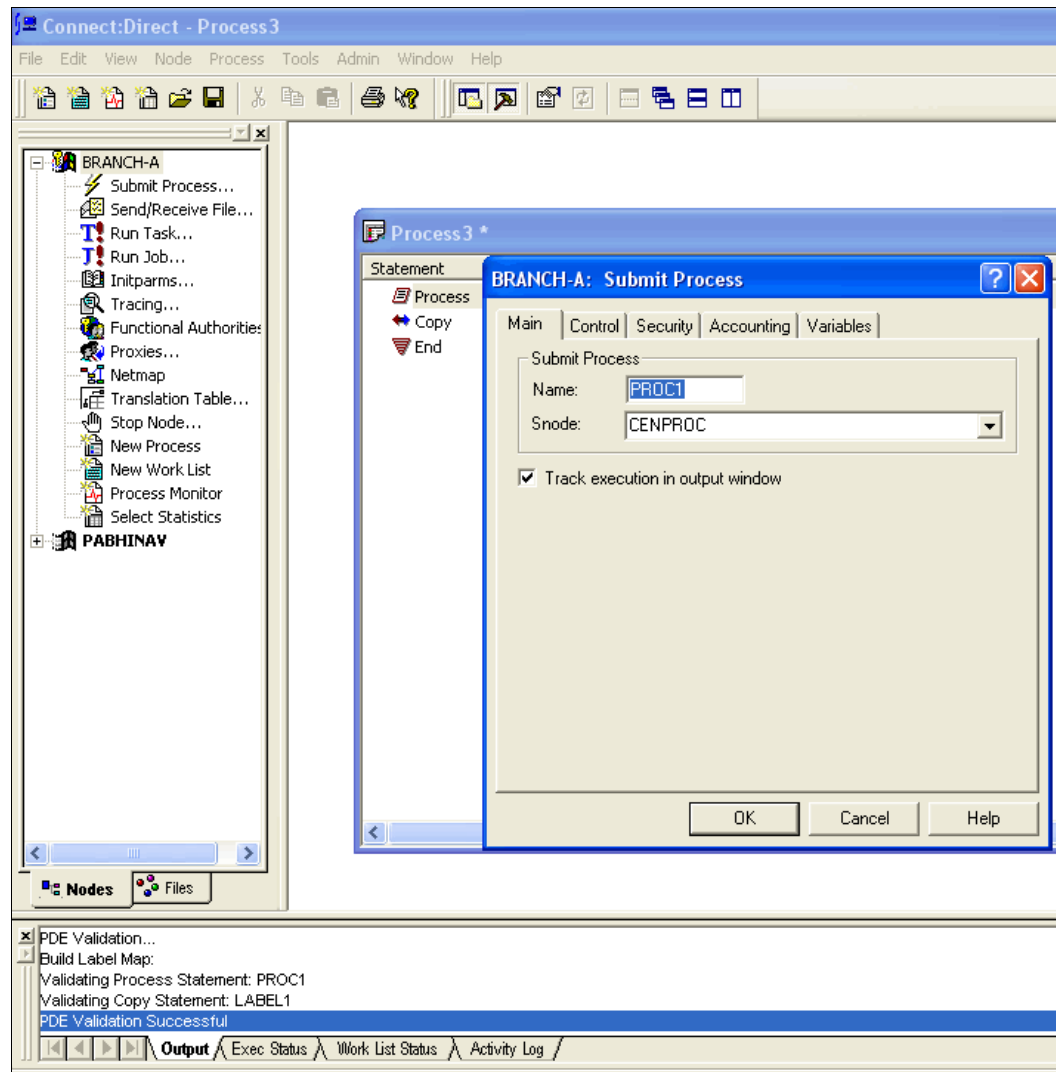 Connect:Direct - Process3
File Edit View Node Process Tools Admin Window Help
BRANCH-A
Submit Process...
Send/Receive File...
Run Task...
Run Job...
Initparms...
Tracing...
Functional Authorities
Proxies...
Netmap
Translation Table...
Stop Node...
New Process
New Work List
Process Monitor
Select Statistics
PABHINAV
Nodes Files
Process3 *
Statement
Process
Copy
End
BRANCH-A: Submit Process
Main Control Security Accounting Variables
Submit Process
Name: PROC1
Snode: CENPROC
Track execution in output window
OK Cancel Help
PDE Validation...
Build Label Map:
Validating Process Statement: PROC1
Validating Copy Statement: LABEL1
PDE Validation Successful
Output Exec Status Work List Status Activity Log